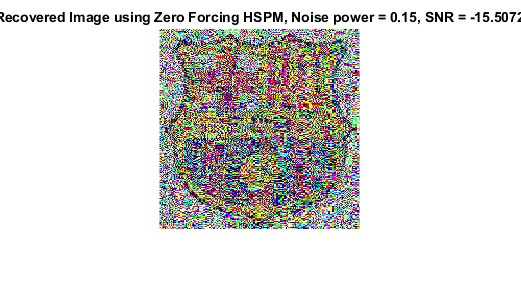 Recovered Image using Zero Forcing HSPM, Noise power = 0.15, SNR = -15.5072